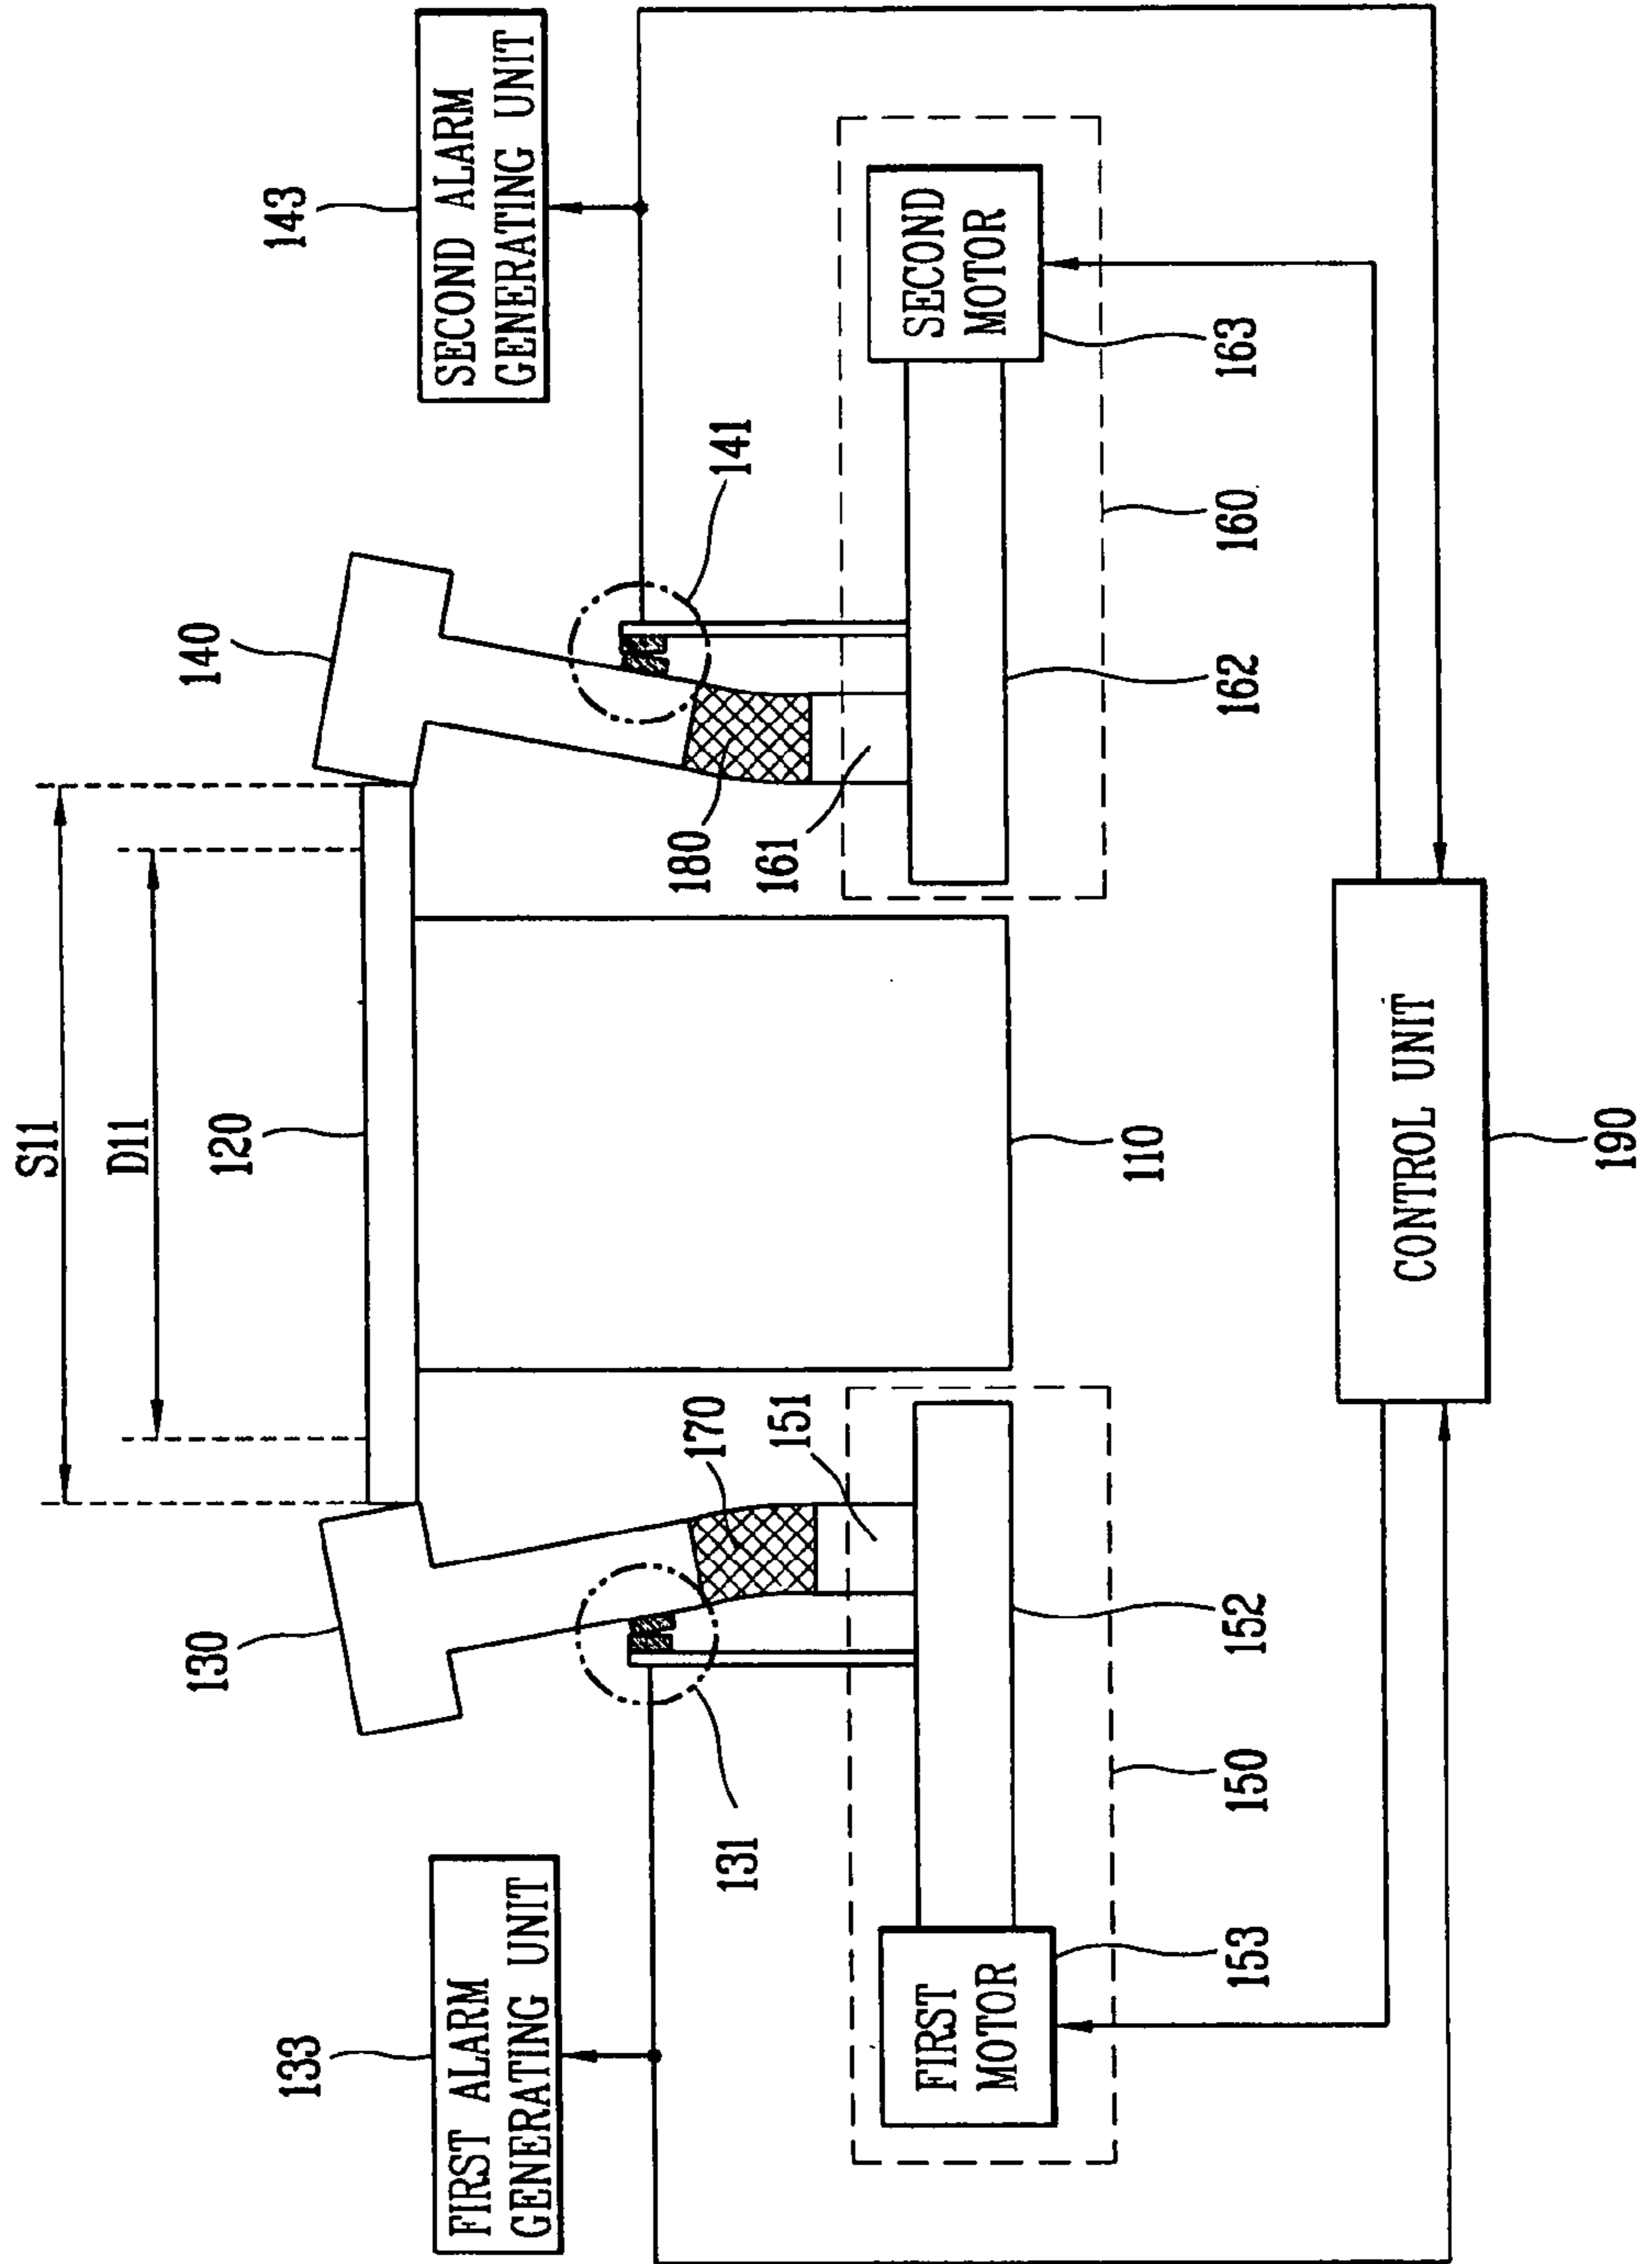 S11
D11
120
130
140
133
FIRST ALARM
GENERATING UNIT
143
SECOND ALARM
GENERATING UNIT
131
141
170
151
180
161
110
FIRST
MOTOR
153
152
150
SECOND
MOTOR
163
162
160
CONTROL UNIT
190